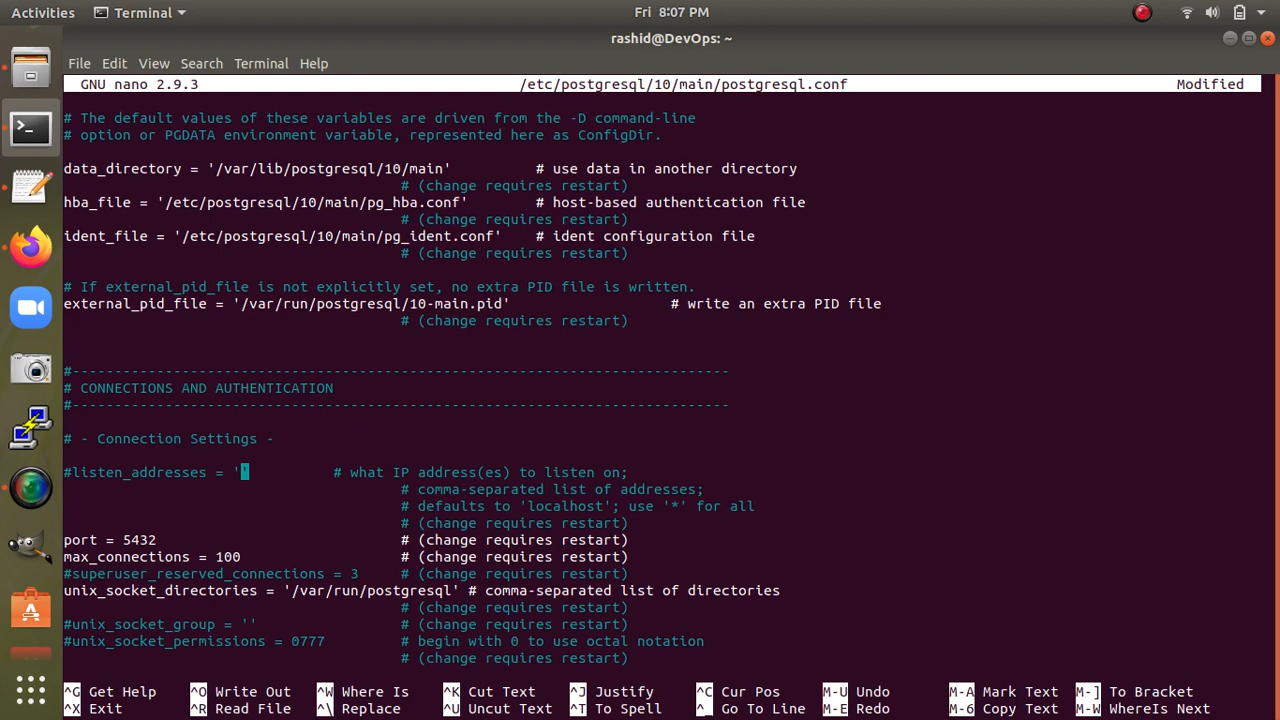 Activities Terminal Fri 8:07 PM
rashid@DevOps: ~
File Edit View Search Terminal Help
GNU nano 2.9.3 /etc/postgresql/10/main/postgresql.conf Modified
# The default values of these variables are driven from the -D command-line
# option or PGDATA environment variable, represented here as ConfigDir.
data_directory = '/var/lib/postgresql/10/main' # use data in another directory
# (change requires restart)
hba_file = '/etc/postgresql/10/main/pg_hba.conf' # host-based authentication file
# (change requires restart)
ident_file = '/etc/postgresql/10/main/pg_ident.conf' # ident configuration file
# (change requires restart)
# If external_pid_file is not explicitly set, no extra PID file is written.
external_pid_file = '/var/run/postgresql/10-main.pid' # write an extra PID file
# (change requires restart)
#------------------------------------------------------------------------------
# CONNECTIONS AND AUTHENTICATION
#------------------------------------------------------------------------------
# - Connection Settings -
#listen_addresses = '' # what IP address(es) to listen on;
# comma-separated list of addresses;
# defaults to 'localhost'; use '*' for all
# (change requires restart)
port = 5432 # (change requires restart)
max_connections = 100 # (change requires restart)
#superuser_reserved_connections = 3 # (change requires restart)
unix_socket_directories = '/var/run/postgresql' # comma-separated list of directories
# (change requires restart)
#unix_socket_group = '' # (change requires restart)
#unix_socket_permissions = 0777 # begin with 0 to use octal notation
# (change requires restart)
^G Get Help ^O Write Out ^W Where Is ^K Cut Text ^J Justify ^C Cur Pos M-U Undo M-A Mark Text M-] To Bracket
^X Exit ^R Read File ^\ Replace ^U Uncut Text ^T To Spell ^_ Go To Line M-E Redo M-6 Copy Text M-W WhereIs Next